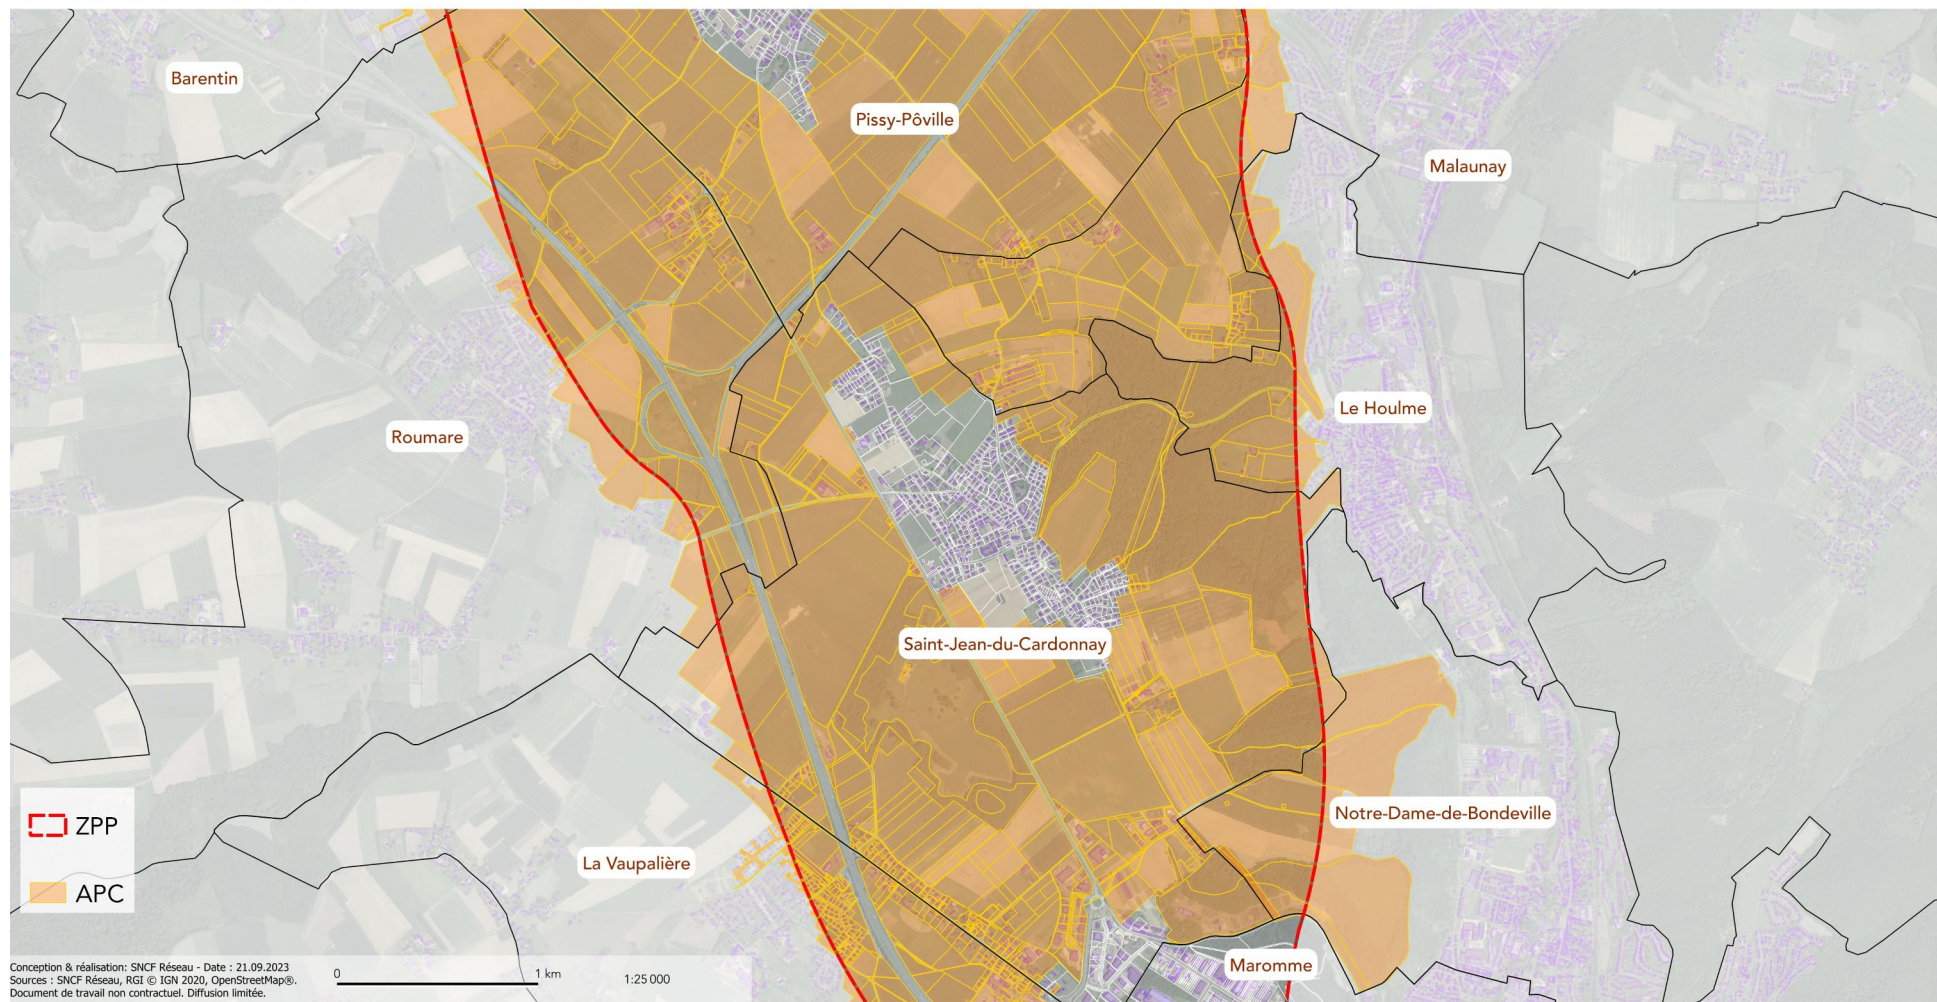 Barentin
Pissy-Pôville
Malaunay
Roumare
Le Houlme
Saint-Jean-du-Cardonnay
Notre-Dame-de-Bondeville
La Vaupalière
Maromme
ZPP
APC
Conception & réalisation: SNCF Réseau - Date : 21.09.2023
Sources : SNCF Réseau, RGI © IGN 2020, OpenStreetMap®.
Document de travail non contractuel. Diffusion limitée.
0 1 km
1:25 000